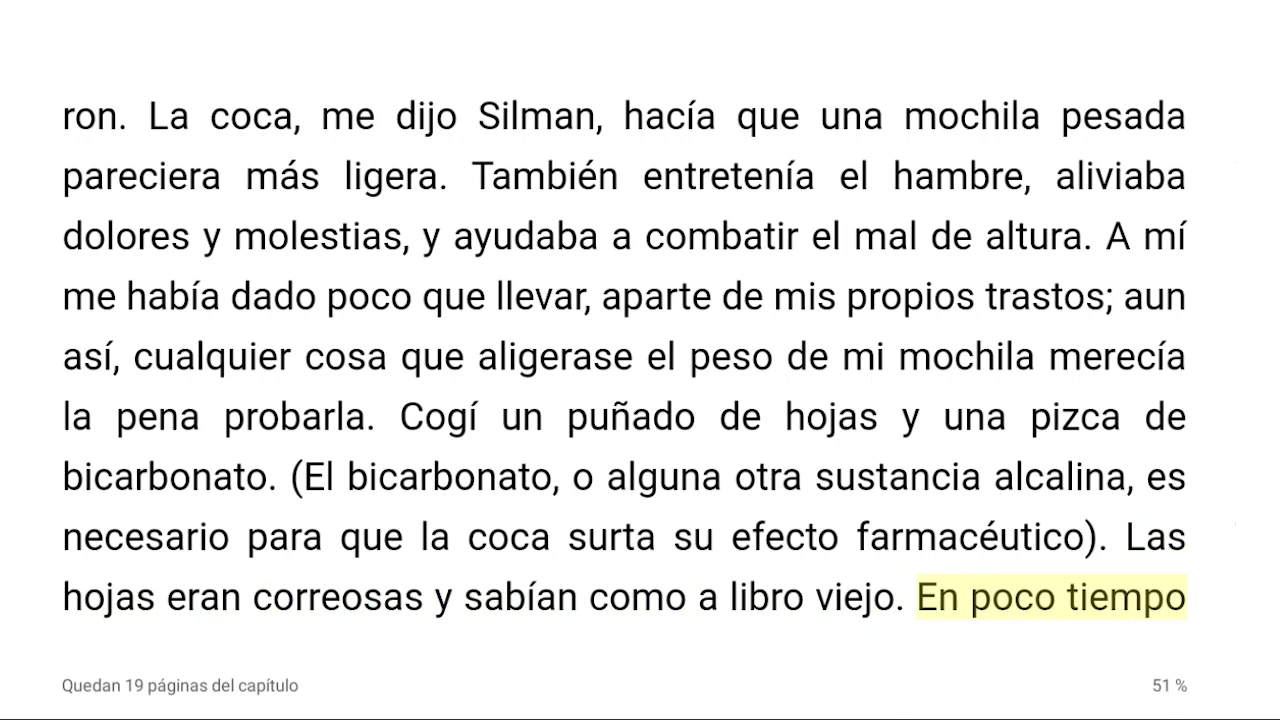 ron. La coca, me dijo Silman, hacía que una mochila pesada
pareciera más ligera. También entretenía el hambre, aliviaba
dolores y molestias, y ayudaba a combatir el mal de altura. A mí
me había dado poco que llevar, aparte de mis propios trastos; aun
así, cualquier cosa que aligerase el peso de mi mochila merecía
la pena probarla. Cogí un puñado de hojas y una pizca de
bicarbonato. (El bicarbonato, o alguna otra sustancia alcalina, es
necesario para que la coca surta su efecto farmacéutico). Las
hojas eran correosas y sabían como a libro viejo. En poco tiempo
Quedan 19 páginas del capítulo 51 %